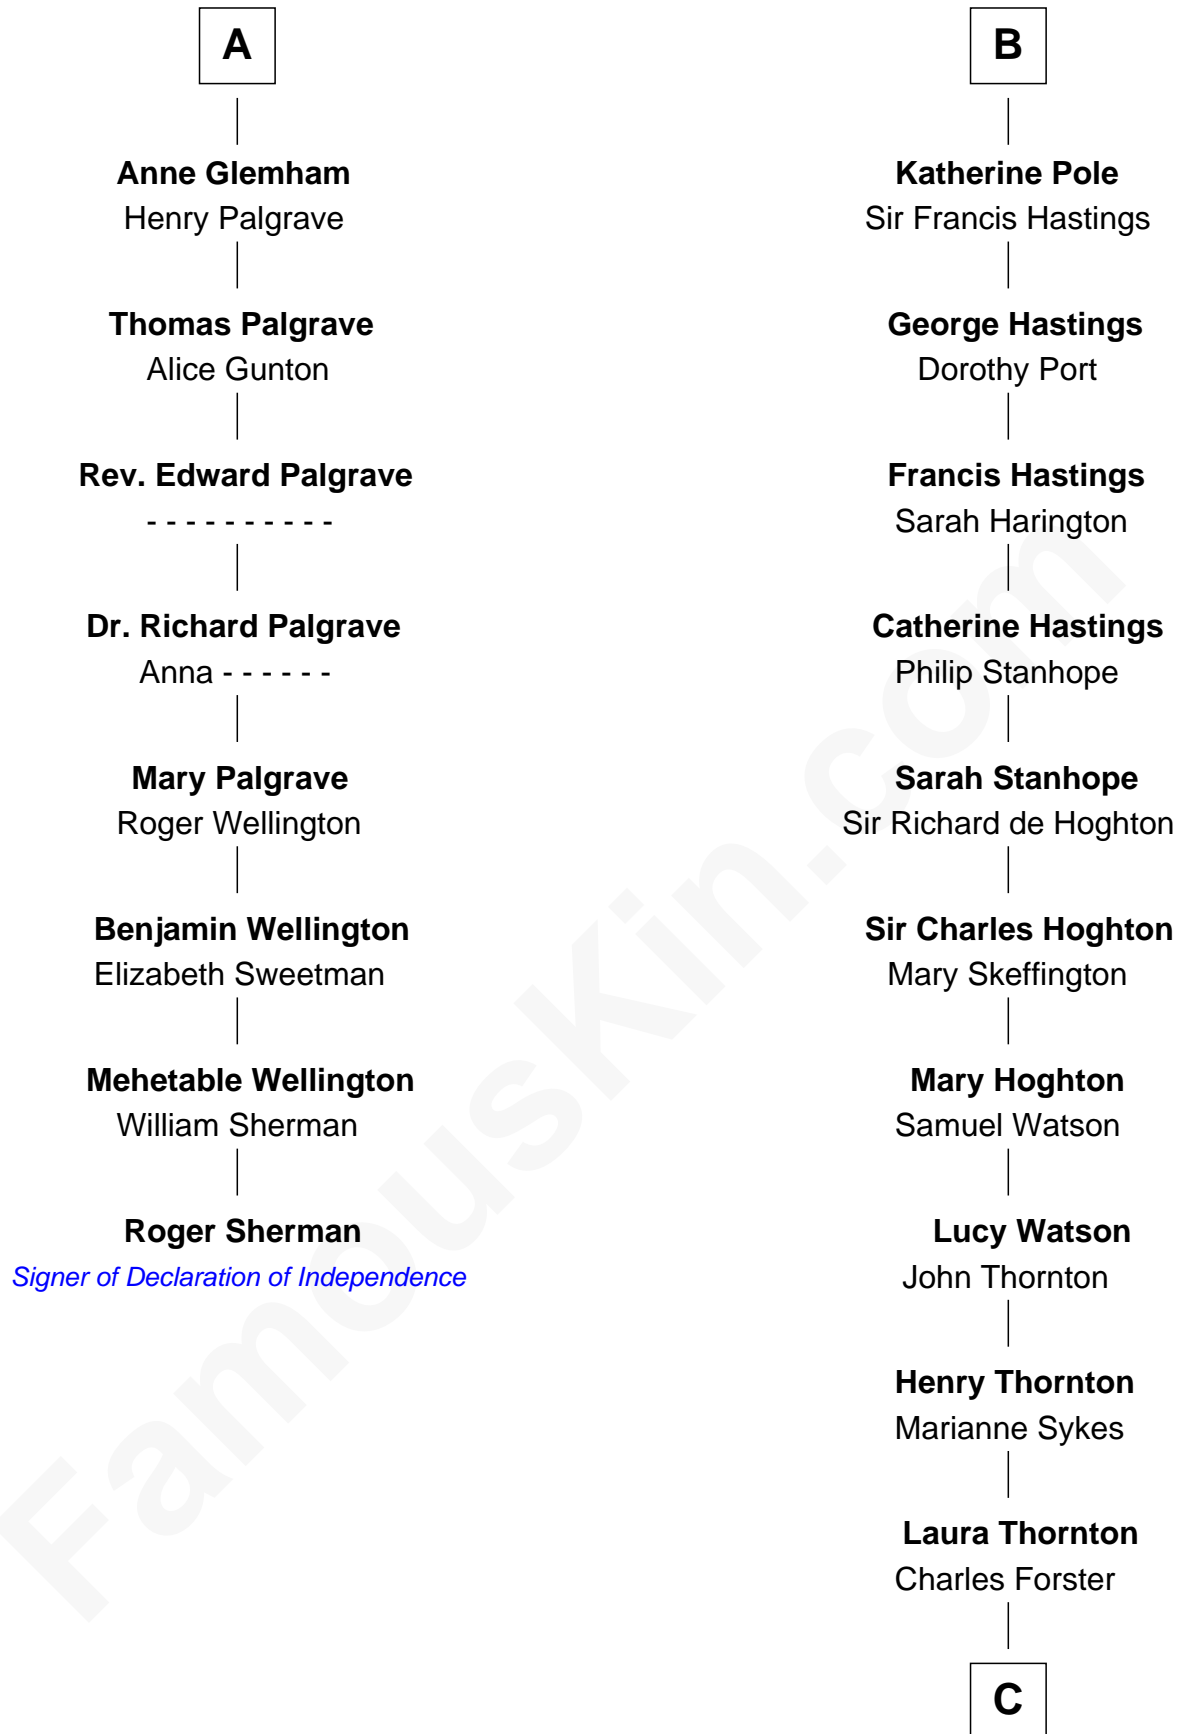 A
Anne Glemham
Henry Palgrave
Thomas Palgrave
Alice Gunton
Rev. Edward Palgrave
- - - - - - - - - -
Dr. Richard Palgrave
Anna - - - - - -
Mary Palgrave
Roger Wellington
Benjamin Wellington
Elizabeth Sweetman
Mehetable Wellington
William Sherman
Roger Sherman
Signer of Declaration of Independence
B
Katherine Pole
Sir Francis Hastings
George Hastings
Dorothy Port
Francis Hastings
Sarah Harington
Catherine Hastings
Philip Stanhope
Sarah Stanhope
Sir Richard de Hoghton
Sir Charles Hoghton
Mary Skeffington
Mary Hoghton
Samuel Watson
Lucy Watson
John Thornton
Henry Thornton
Marianne Sykes
Laura Thornton
Charles Forster
C
FamousKin.com